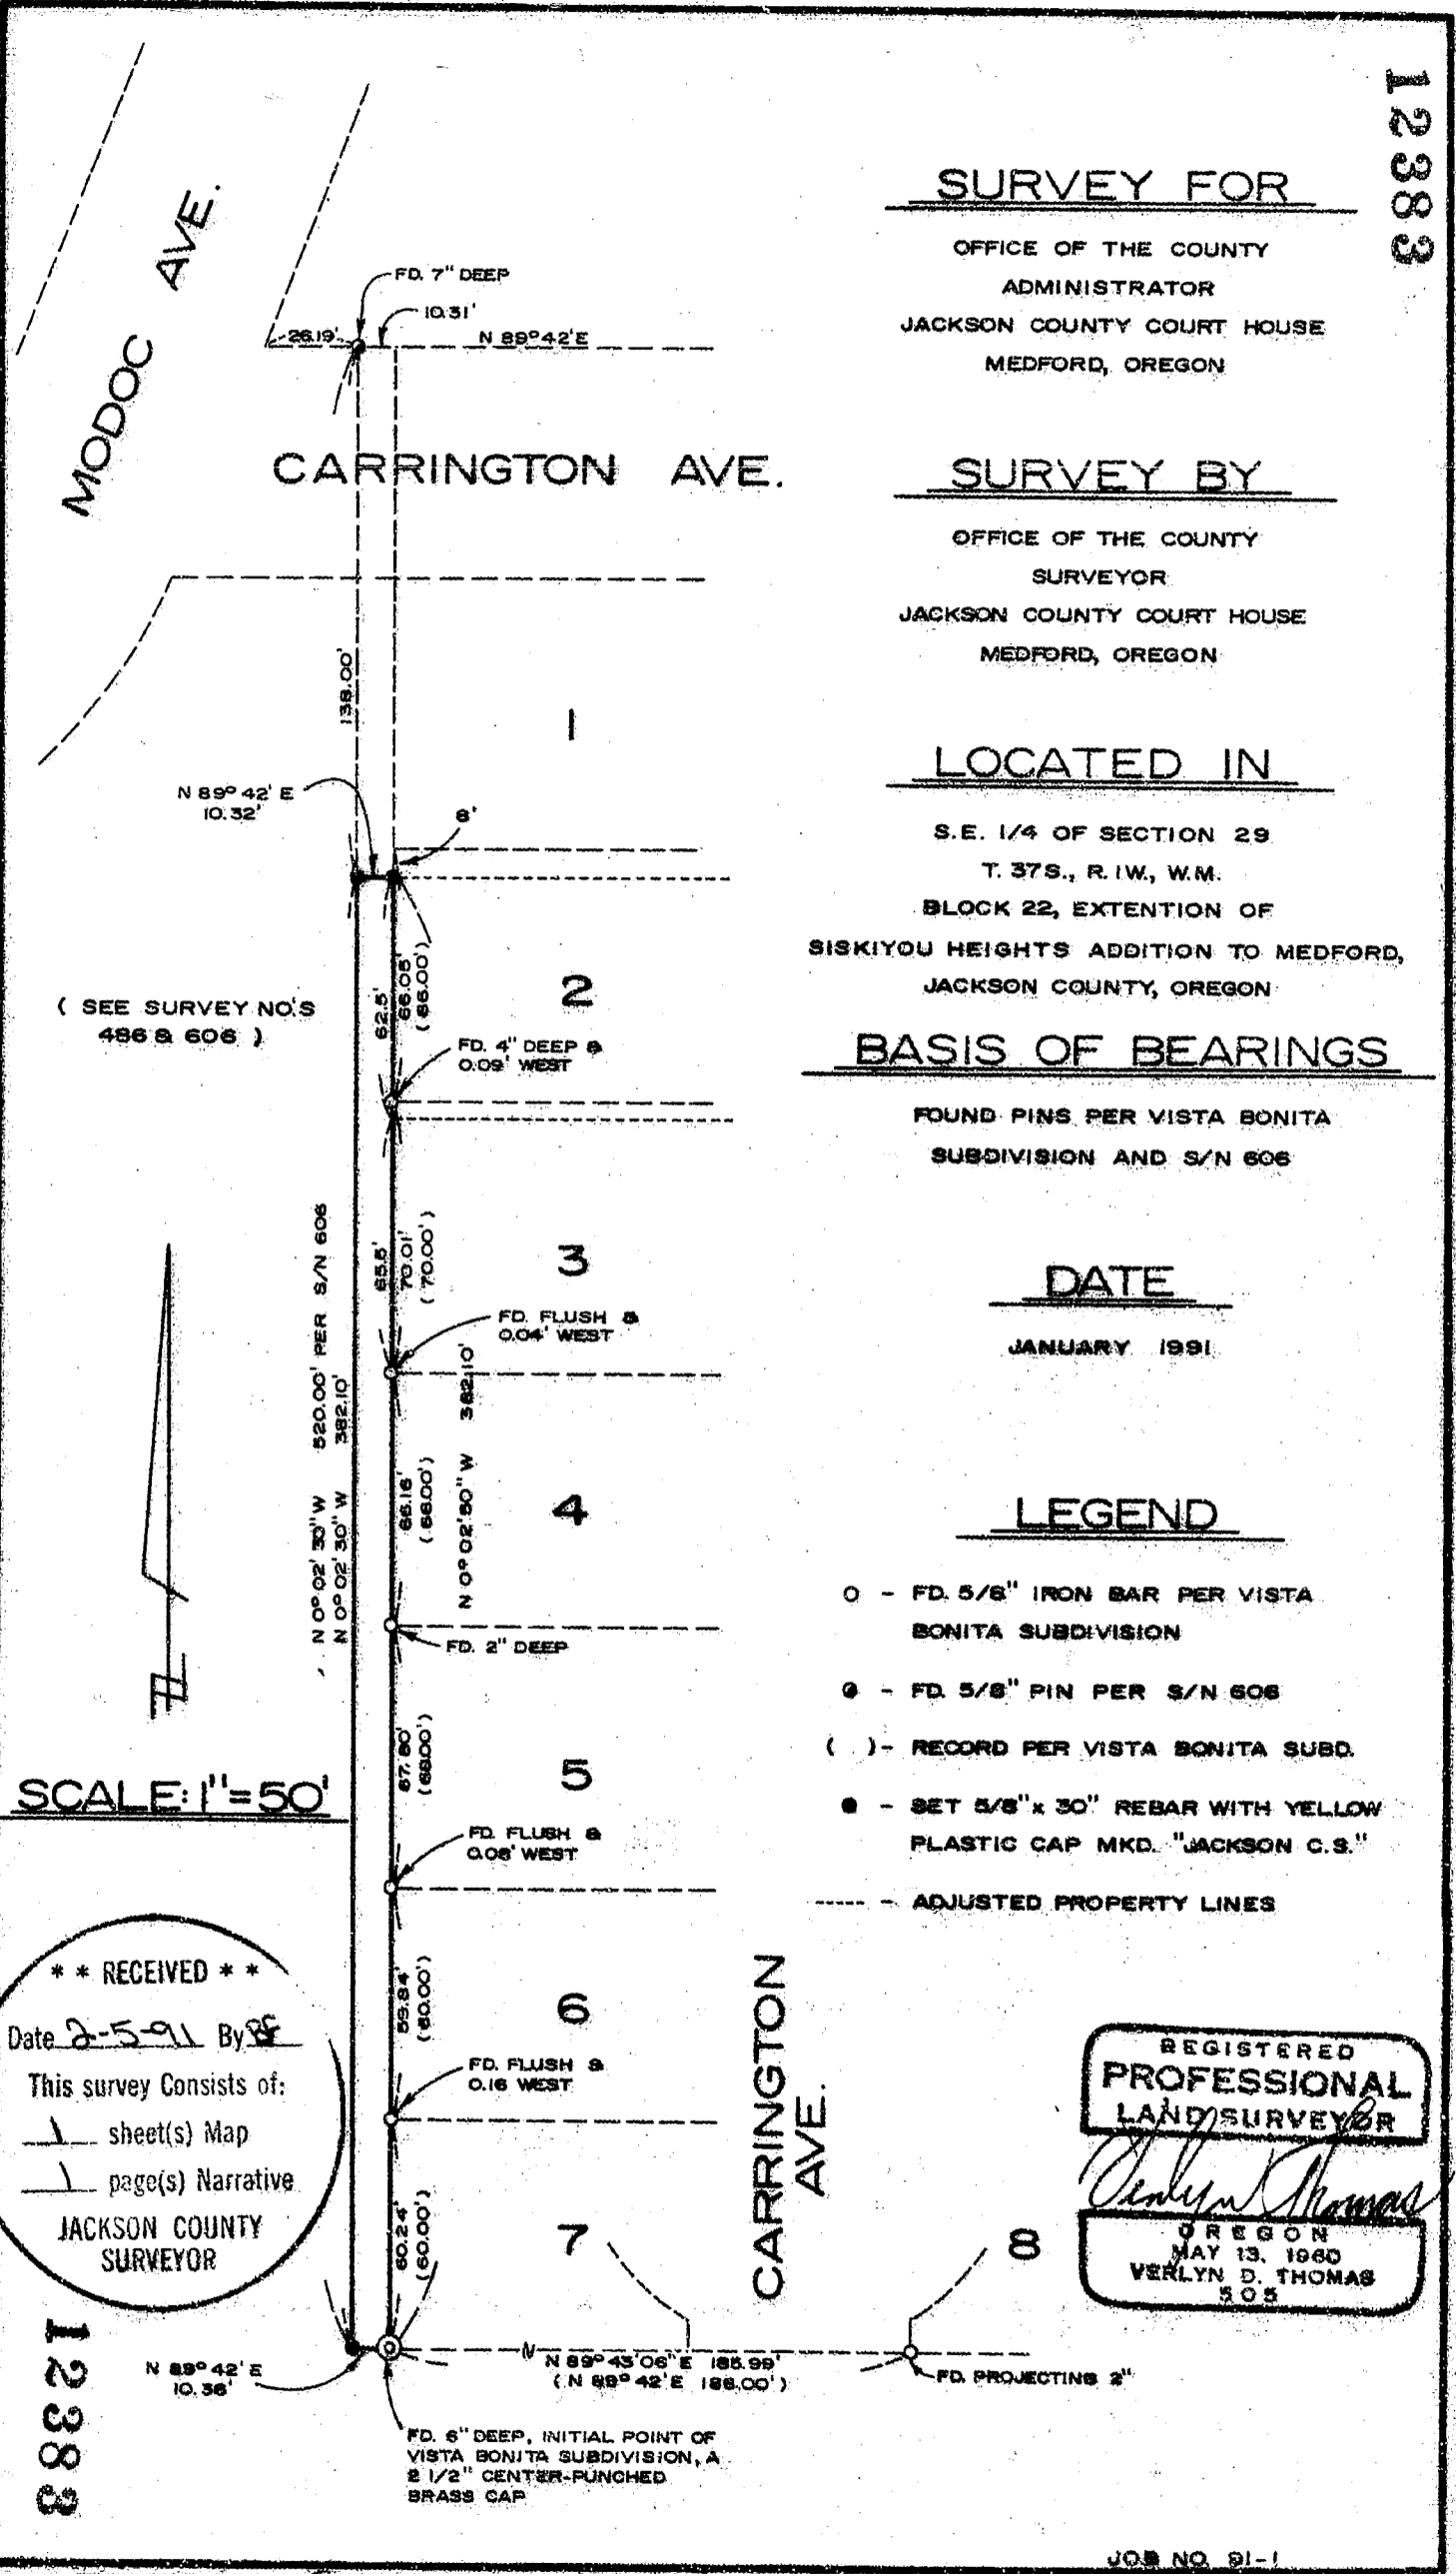 12383
SURVEY FOR
OFFICE OF THE COUNTY
ADMINISTRATOR
JACKSON COUNTY COURT HOUSE
MEDFORD, OREGON
SURVEY BY
OFFICE OF THE COUNTY
SURVEYOR
JACKSON COUNTY COURT HOUSE
MEDFORD, OREGON
LOCATED IN
S.E. 1/4 OF SECTION 29
T. 37S., R. 1W., W.M.
BLOCK 22, EXTENTION OF
SISKIYOU HEIGHTS ADDITION TO MEDFORD,
JACKSON COUNTY, OREGON
BASIS OF BEARINGS
FOUND PINS PER VISTA BONITA
SUBDIVISION AND S/N 606
DATE
JANUARY 1991
LEGEND
O - FD. 5/8" IRON BAR PER VISTA
BONITA SUBDIVISION
- FD. 5/8" PIN PER S/N 606
( ) - RECORD PER VISTA BONITA SUBD.
● - SET 5/8" x 30" REBAR WITH YELLOW
PLASTIC CAP MKD. "JACKSON C.S."
----- - ADJUSTED PROPERTY LINES
MODOC AVE.
FD. 7" DEEP
10.31'
26.19'
N 89° 42' E
CARRINGTON AVE.
138.00'
1
N 89° 42' E
10.32'
8'
2
62.5'
66.05'
( SEE SURVEY NO'S
486 & 606 )
FD. 4" DEEP &
0.09' WEST
3
65.5'
70.01'
(70.00')
FD. FLUSH &
0.04' WEST
N 0° 02' 30" W 520.00' PER S/N 606
N 0° 02' 30" W 382.10'
66.16'
(66.00')
382.10'
4
FD. 2" DEEP
5
67.80'
(68.00')
SCALE: 1"=50'
FD. FLUSH &
WEST
6
59.84'
(60.00')
FD. FLUSH &
0.16 WEST
CARRINGTON
AVE.
7
60.24'
(60.00')
8
* * RECEIVED * *
Date 2-5-91 By
This survey Consists of:
1 sheet(s) Map
1 page(s) Narrative
JACKSON COUNTY
SURVEYOR
REGISTERED
PROFESSIONAL
LAND SURVEYOR
Verlyn D Thomas
OREGON
MAY 13, 1960
VERLYN D. THOMAS
505
N 89° 42' E
10.36'
N 89° 43' 06" E 185.99'
(N 89° 42' E 186.00')
FD. PROJECTING 2"
FD. 6" DEEP, INITIAL POINT OF
VISTA BONITA SUBDIVISION, A
2 1/2" CENTER-PUNCHED
BRASS CAP
12383
JOB NO. 91-1